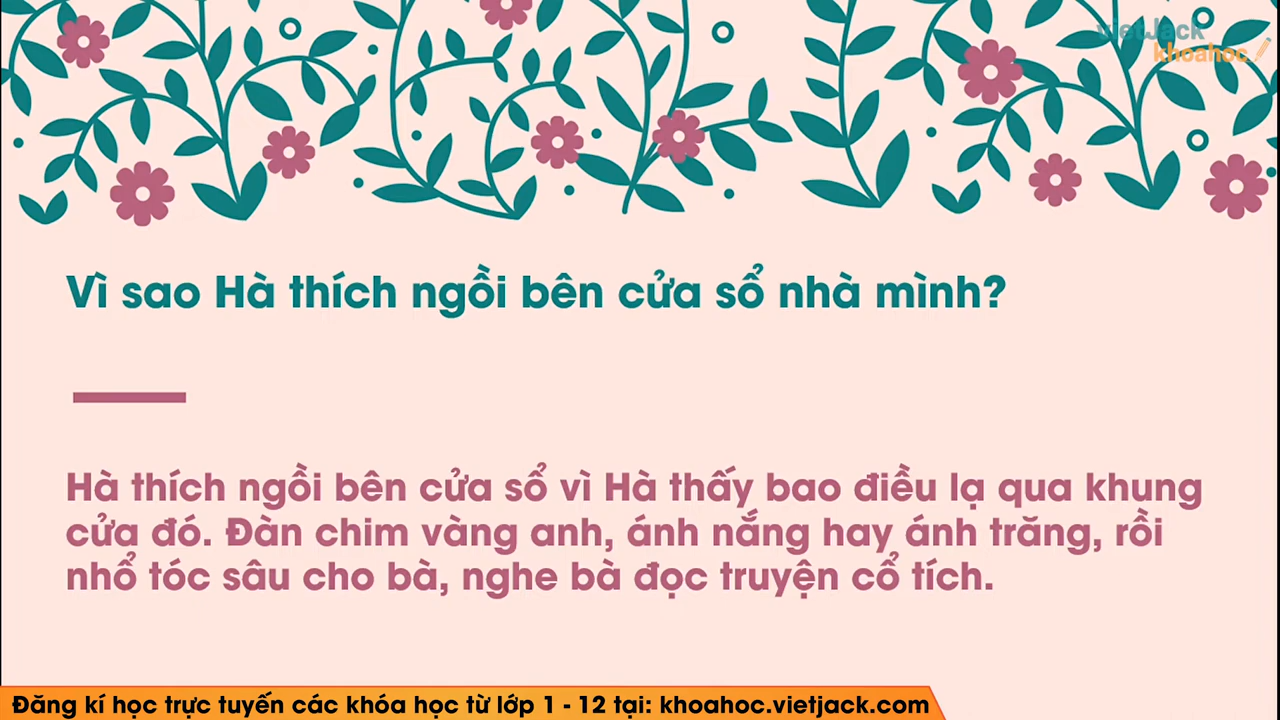 vietJack
khoahoc
Vì sao Hà thích ngồi bên cửa sổ nhà mình?
Hà thích ngồi bên cửa sổ vì Hà thấy bao điều lạ qua khung
cửa đó. Đàn chim vàng anh, ánh nắng hay ánh trăng, rồi
nhổ tóc sâu cho bà, nghe bà đọc truyện cổ tích.
Đăng kí học trực tuyến các khóa học từ lớp 1 - 12 tại: khoahoc.vietjack.com